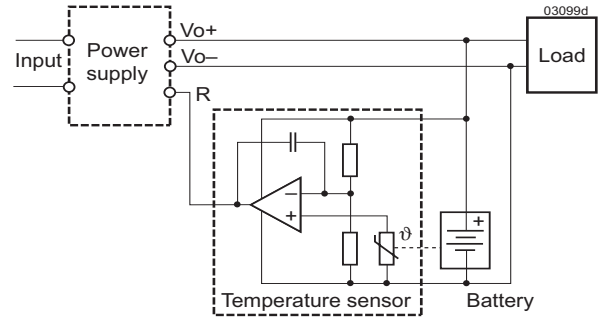 03099d
Vo+
Power
supply
Input
Vo–
Load
R
–
+
ϑ
+
Temperature sensor
Battery